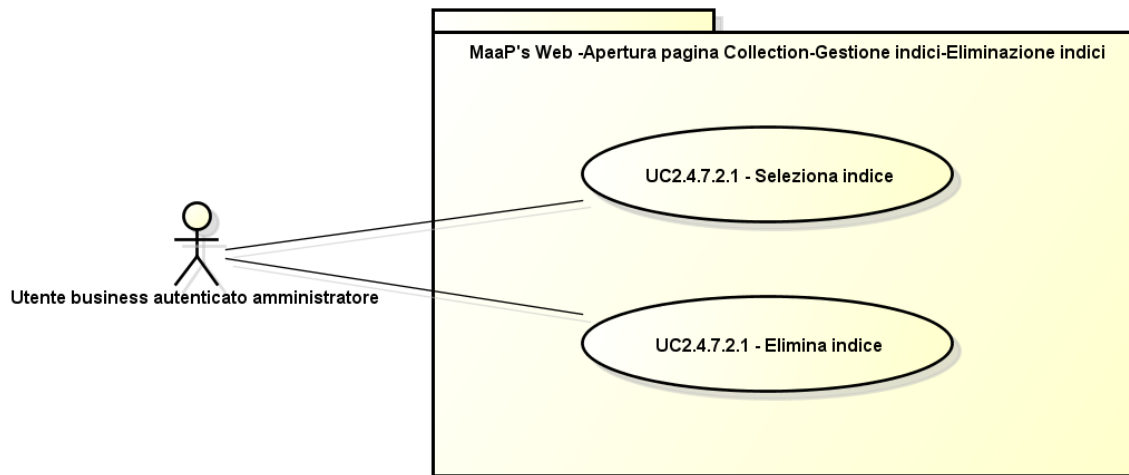 MaaP's Web -Apertura pagina Collection-Gestione indici-Eliminazione indici
UC2.4.7.2.1 - Seleziona indice
Utente business autenticato amministratore
UC2.4.7.2.1 - Elimina indice